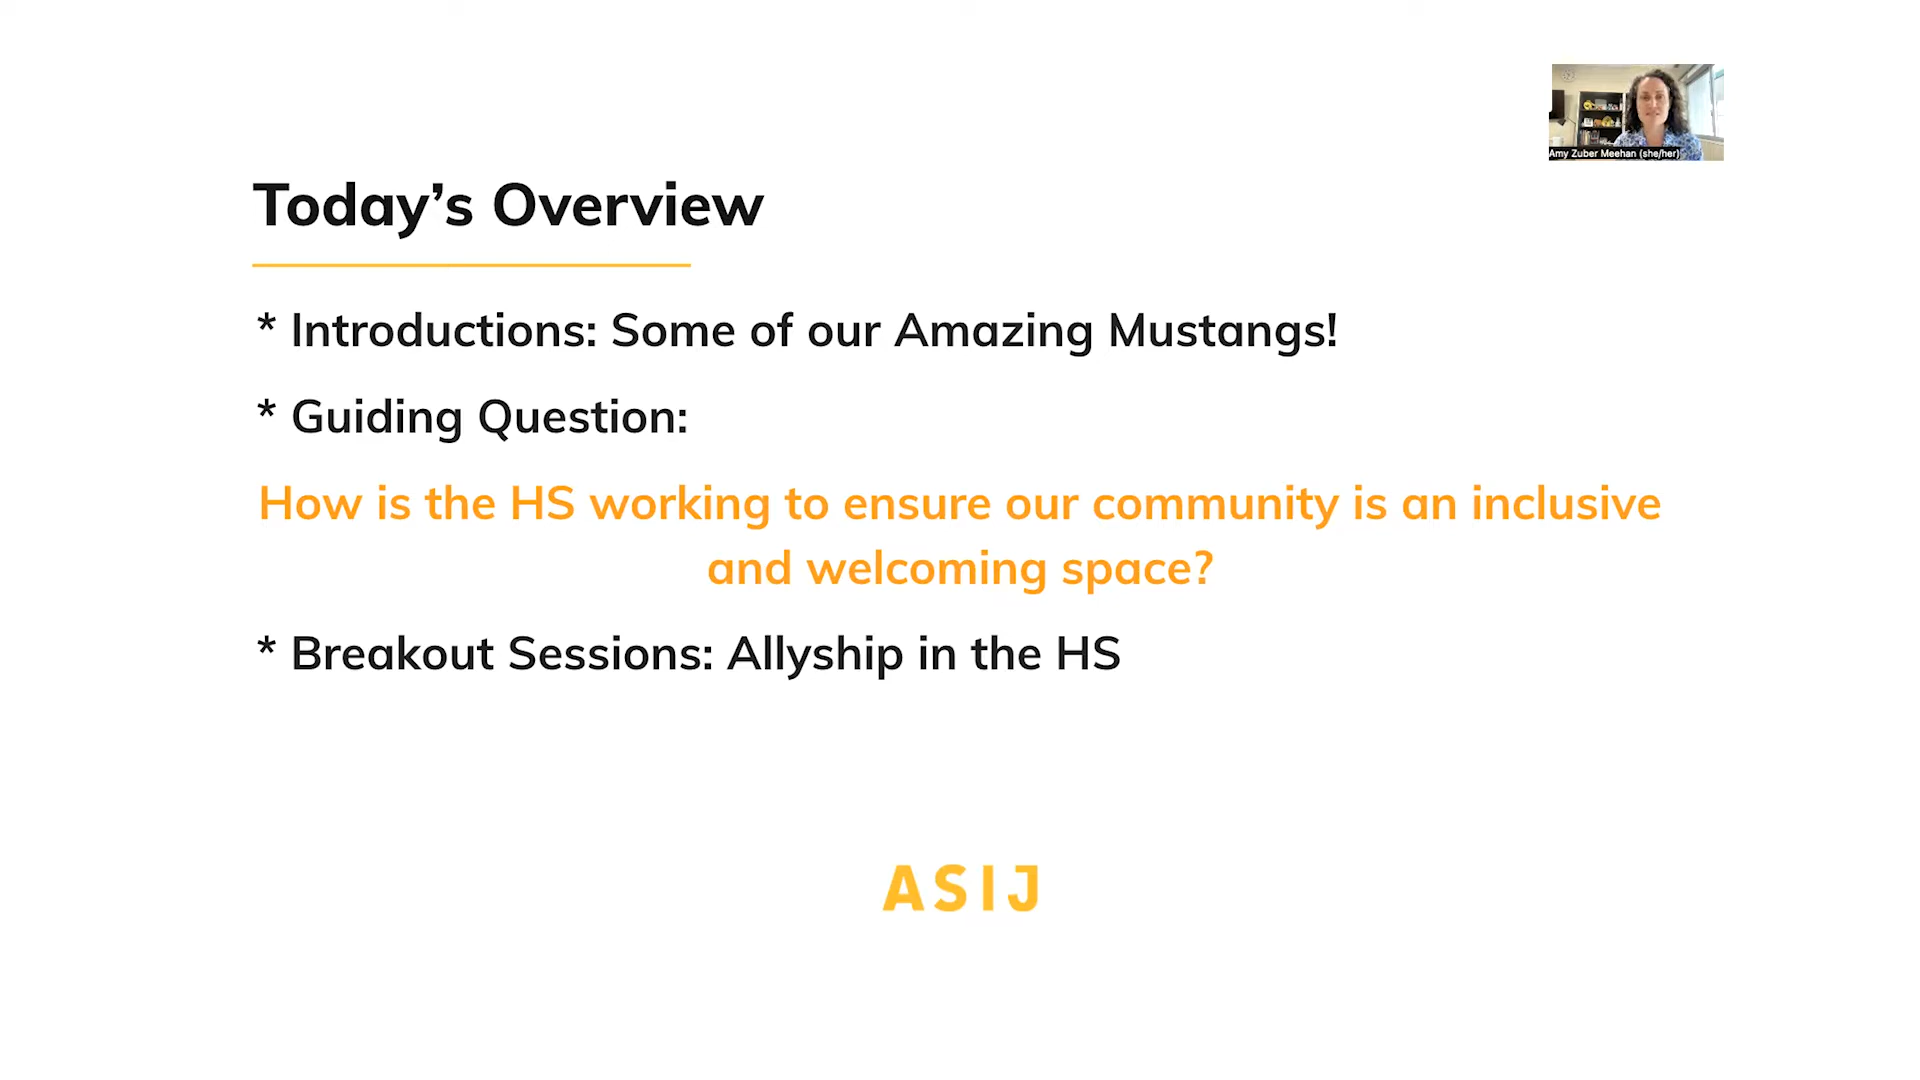 Amy Zuber Meehan (she/her)
Today’s Overview
* Introductions: Some of our Amazing Mustangs!
* Guiding Question:
How is the HS working to ensure our community is an inclusive
and welcoming space?
* Breakout Sessions: Allyship in the HS
ASIJ